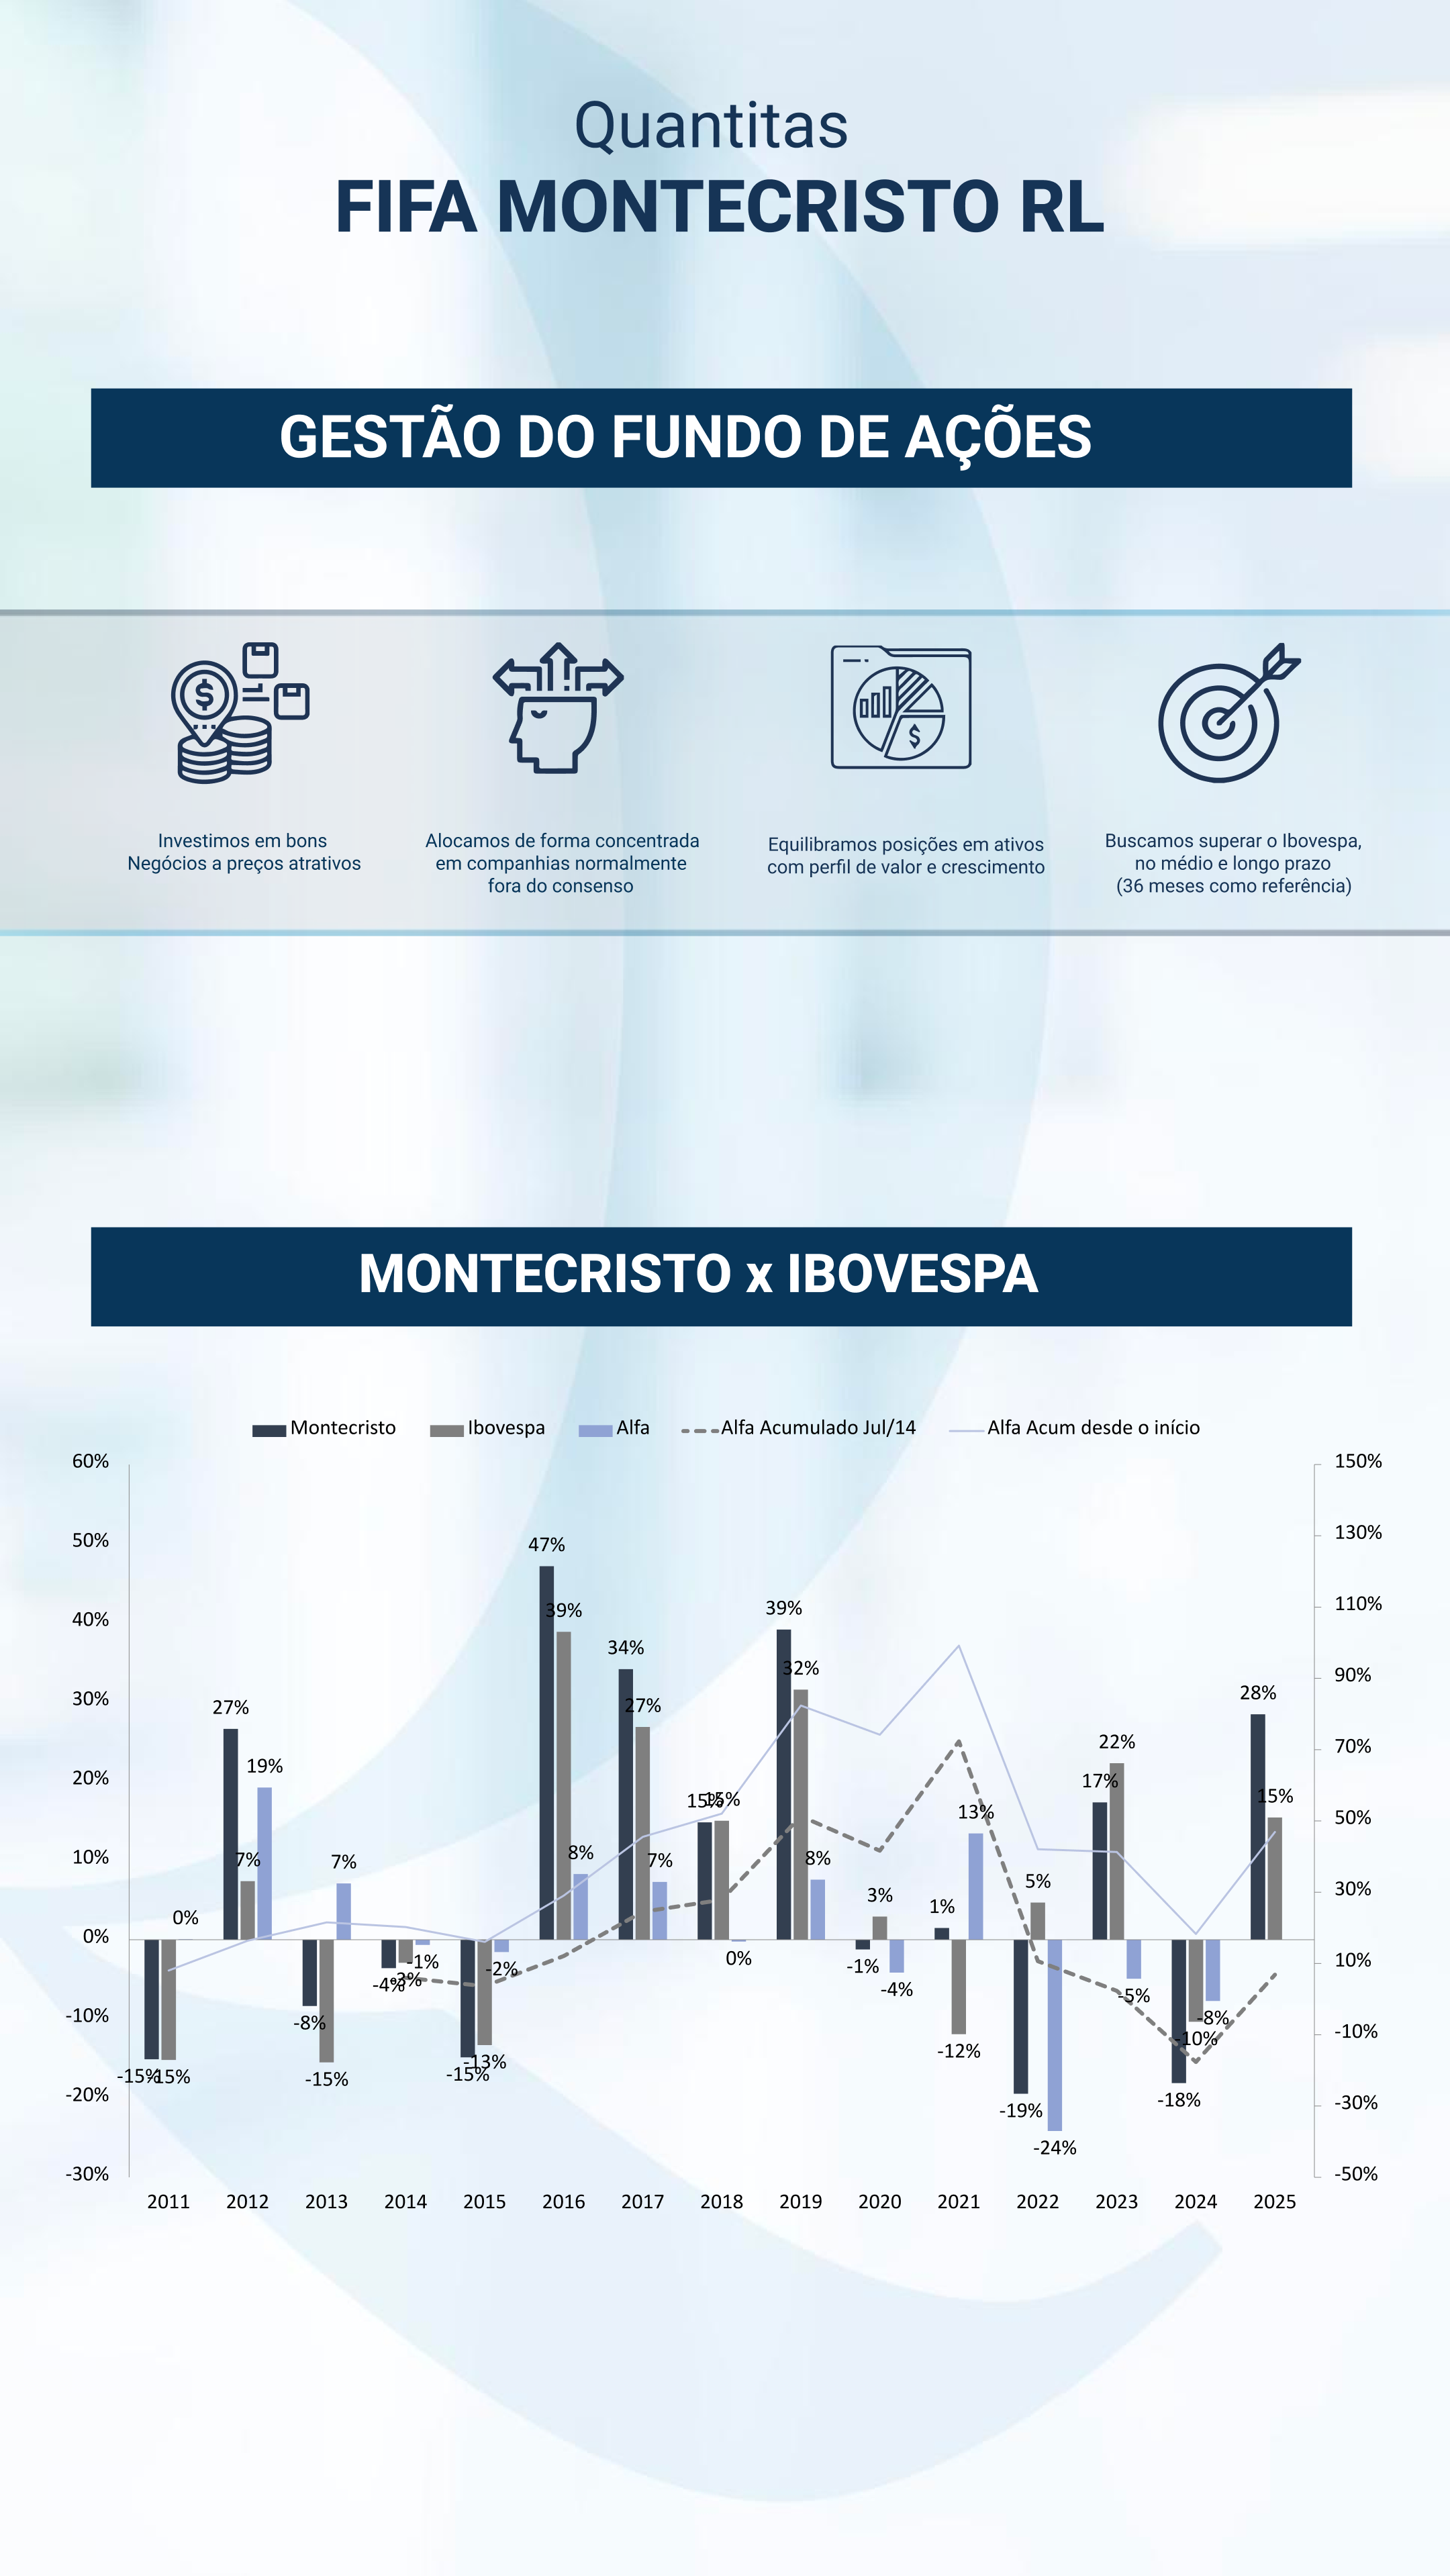 Quantitas
FIFA MONTECRISTO RL
GESTÃO DO FUNDO DE AÇÕES
$
$
Investimos em bons
Negócios a preços atrativos
Alocamos de forma concentrada
em companhias normalmente
fora do consenso
Equilibramos posições em ativos
com perfil de valor e crescimento
Buscamos superar o Ibovespa,
no médio e longo prazo
(36 meses como referência)
MONTECRISTO x IBOVESPA
Montecristo Ibovespa Alfa Alfa Acumulado Jul/14 Alfa Acum desde o início
60%
50%
40%
30%
20%
10%
0%
-10%
-20%
-30%
150%
130%
110%
90%
70%
50%
30%
10%
-10%
-30%
-50%
-15% -15% 0%
27% 7% 19%
-8% -15% 7%
-4% -3% -1%
-15% -13% -2%
47% 39% 8%
34% 27% 7%
15% 15% 0%
39% 32% 8%
-1% 3% -4%
1% -12% 13%
-19% 5% -24%
17% 22% -5%
-18% -10% -8%
28% 15%
2011 2012 2013 2014 2015 2016 2017 2018 2019 2020 2021 2022 2023 2024 2025